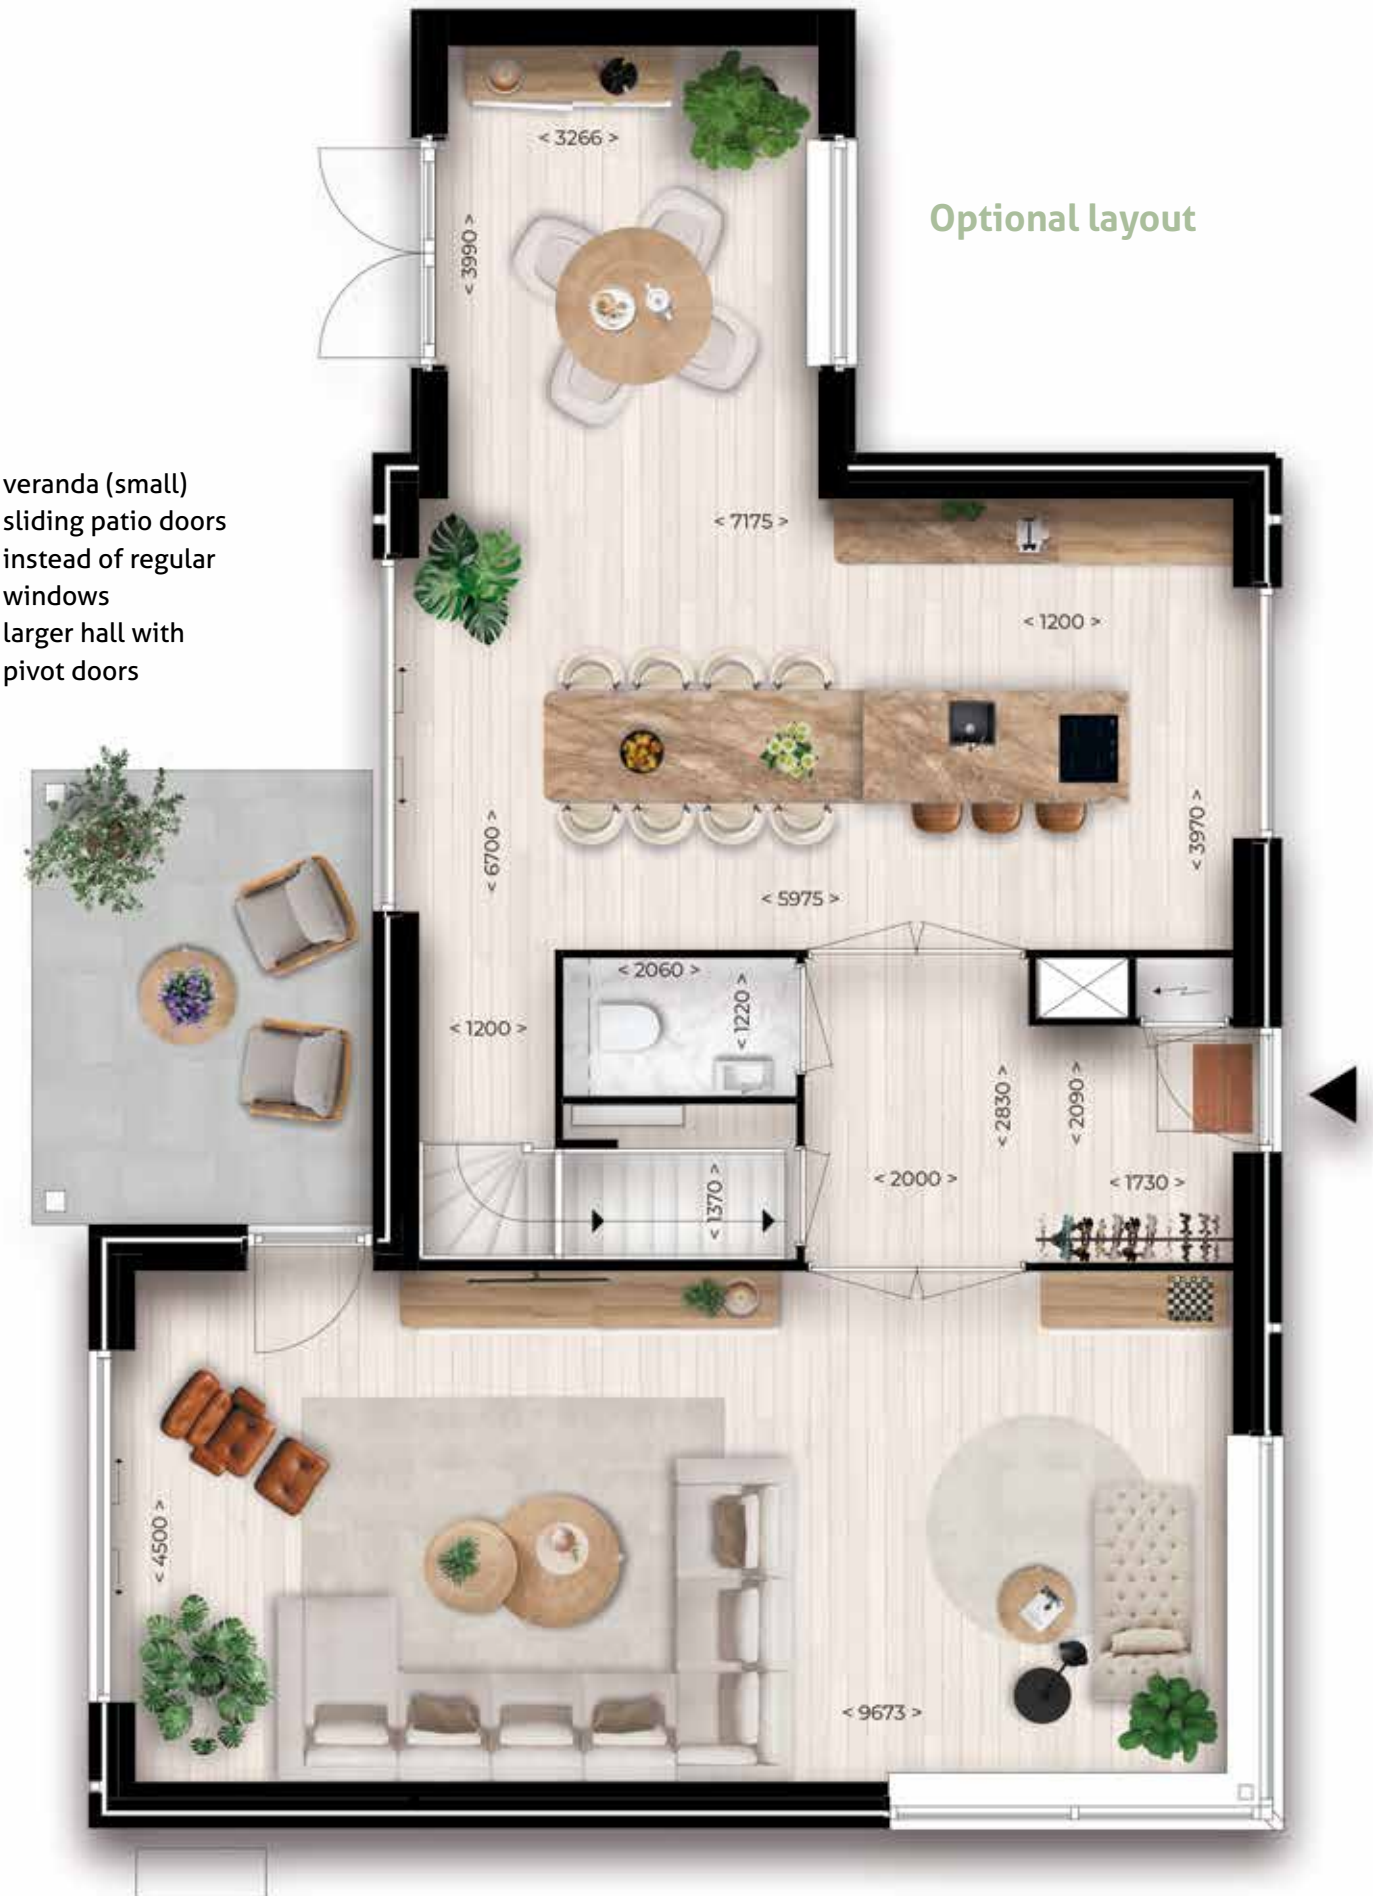 < 3266 >
Optional layout
< 3990 >
veranda (small)
sliding patio doors
instead of regular
windows
larger hall with
pivot doors
< 7175 >
< 1200 >
< 6700 >
< 3970 >
< 5975 >
< 2060 >
< 1220 >
< 1200 >
< 2830 >
< 2090 >
< 2000 >
< 1730 >
< 1370 >
< 4500 >
< 9673 >